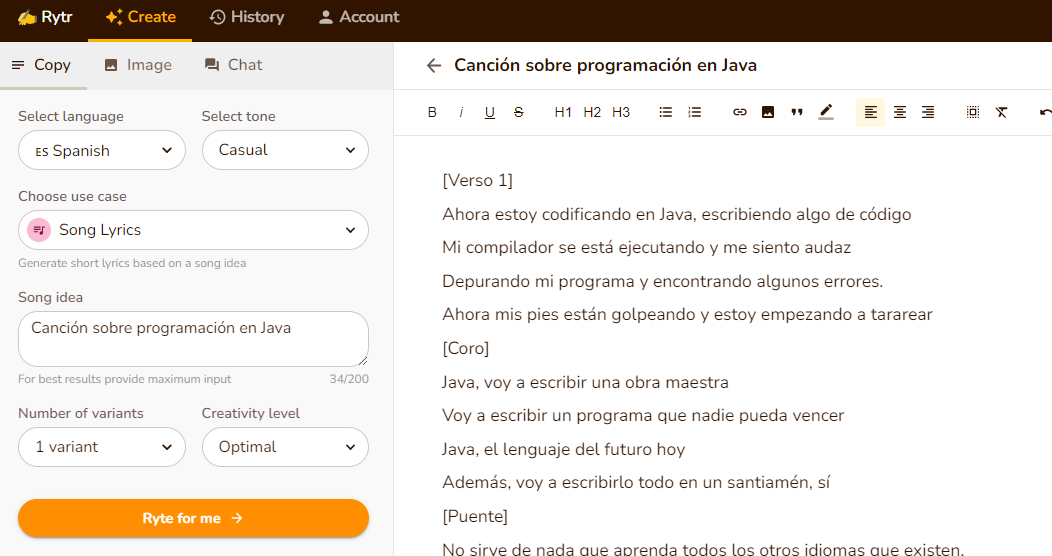 Rytr
Create
History
Account
Copy
Image
Chat
Canción sobre programación en Java
Select language
Select tone
ES Spanish
Casual
B i U S H1 H2 H3
Choose use case
Song Lyrics
Generate short lyrics based on a song idea
Song idea
Canción sobre programación en Java
For best results provide maximum input
34/200
Number of variants
Creativity level
1 variant
Optimal
Ryte for me
[Verso 1]
Ahora estoy codificando en Java, escribiendo algo de código
Mi compilador se está ejecutando y me siento audaz
Depurando mi programa y encontrando algunos errores.
Ahora mis pies están golpeando y estoy empezando a tararear
[Coro]
Java, voy a escribir una obra maestra
Voy a escribir un programa que nadie pueda vencer
Java, el lenguaje del futuro hoy
Además, voy a escribirlo todo en un santiamén, sí
[Puente]
No sirve de nada que aprenda todos los otros idiomas que existen.